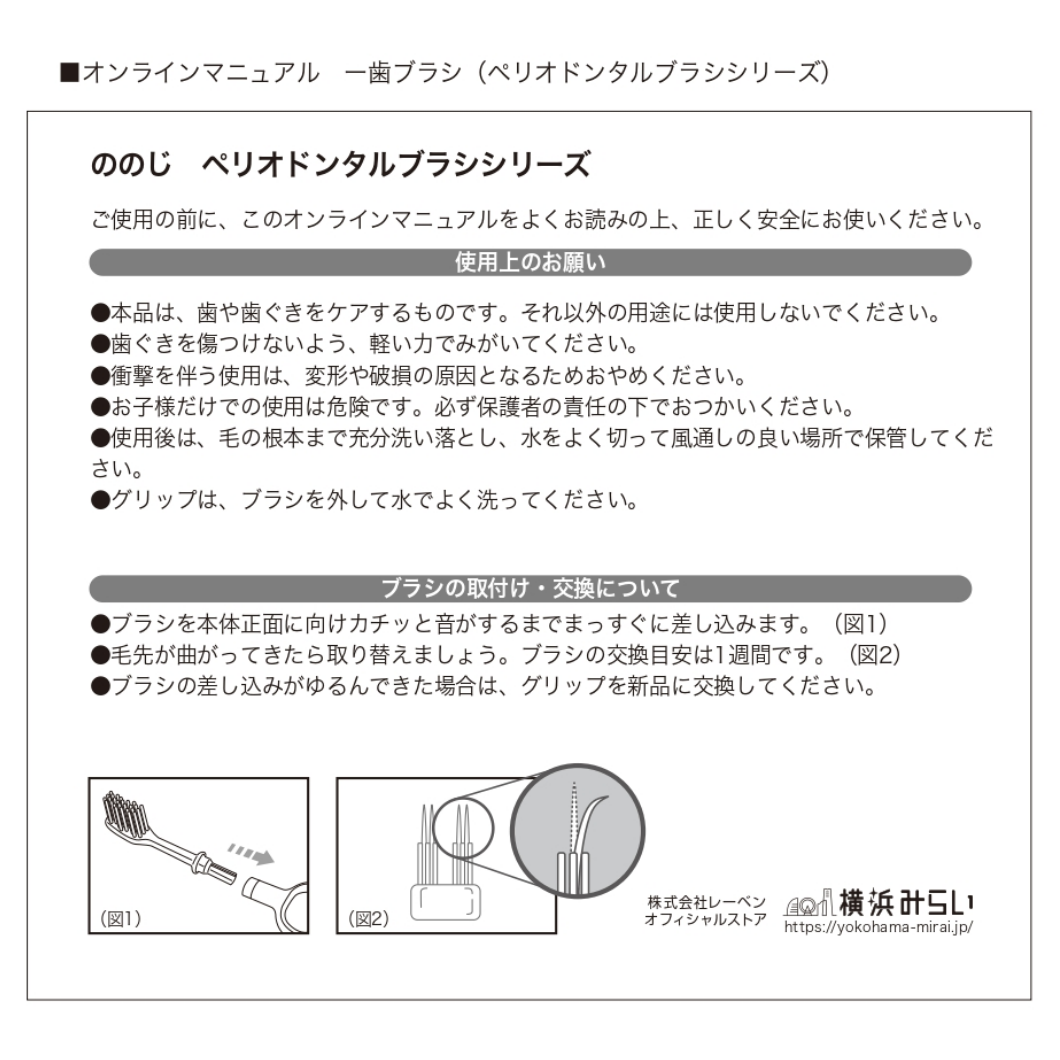 ■オンラインマニュアル　一歯ブラシ（ペリオドンタルブラシシリーズ）
ののじ　ペリオドンタルブラシシリーズ
ご使用の前に、このオンラインマニュアルをよくお読みの上、正しく安全にお使いください。
使用上のお願い
●本品は、歯や歯ぐきをケアするものです。それ以外の用途には使用しないでください。
●歯ぐきを傷つけないよう、軽い力でみがいてください。
●衝撃を伴う使用は、変形や破損の原因となるためおやめください。
●お子様だけでの使用は危険です。必ず保護者の責任の下でおつかいください。
●使用後は、毛の根本まで充分洗い落とし、水をよく切って風通しの良い場所で保管してくだ
さい。
●グリップは、ブラシを外して水でよく洗ってください。
ブラシの取付け・交換について
●ブラシを本体正面に向けカチッと音がするまでまっすぐに差し込みます。（図1）
●毛先が曲がってきたら取り替えましょう。ブラシの交換目安は1週間です。（図2）
●ブラシの差し込みがゆるんできた場合は、グリップを新品に交換してください。
（図1）
（図2）
株式会社レーベン
オフィシャルストア
横浜みらい
https://yokohama-mirai.jp/